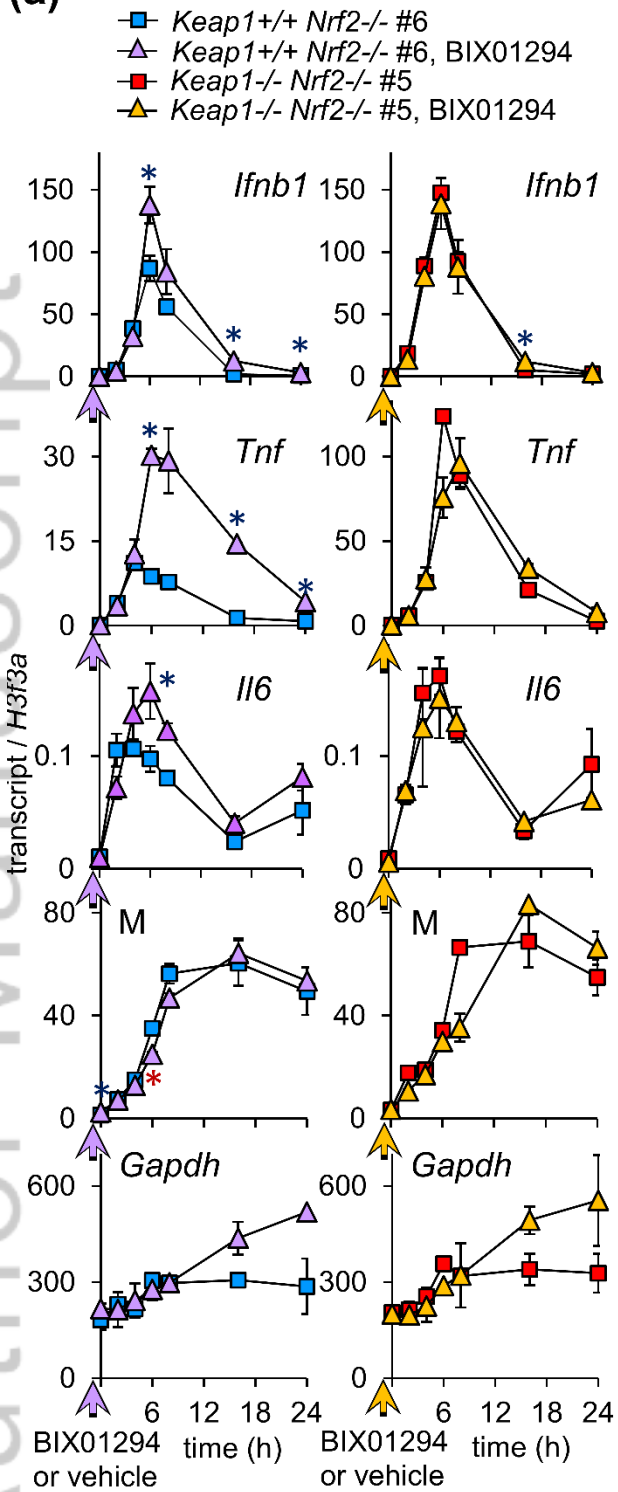 (a)
Keap1+/+ Nrf2-/- #6
Keap1+/+ Nrf2-/- #6, BIX01294
Keap1-/- Nrf2-/- #5
Keap1-/- Nrf2-/- #5, BIX01294
* Ifnb1 Ifnb1
150 150
100 100
50 * * 50 *
0 0
* Tnf Tnf
30 100
15 * 50
* 
0 0
* Il6 Il6
0.1 0.1
0 0
transcript / H3f3a
M M
80 80
40 40
* *
0 0
Gapdh Gapdh
600 600
300 300
0 0
6 12 18 24 6 12 18 24
BIX01294 time (h) BIX01294 time (h)
or vehicle or vehicle